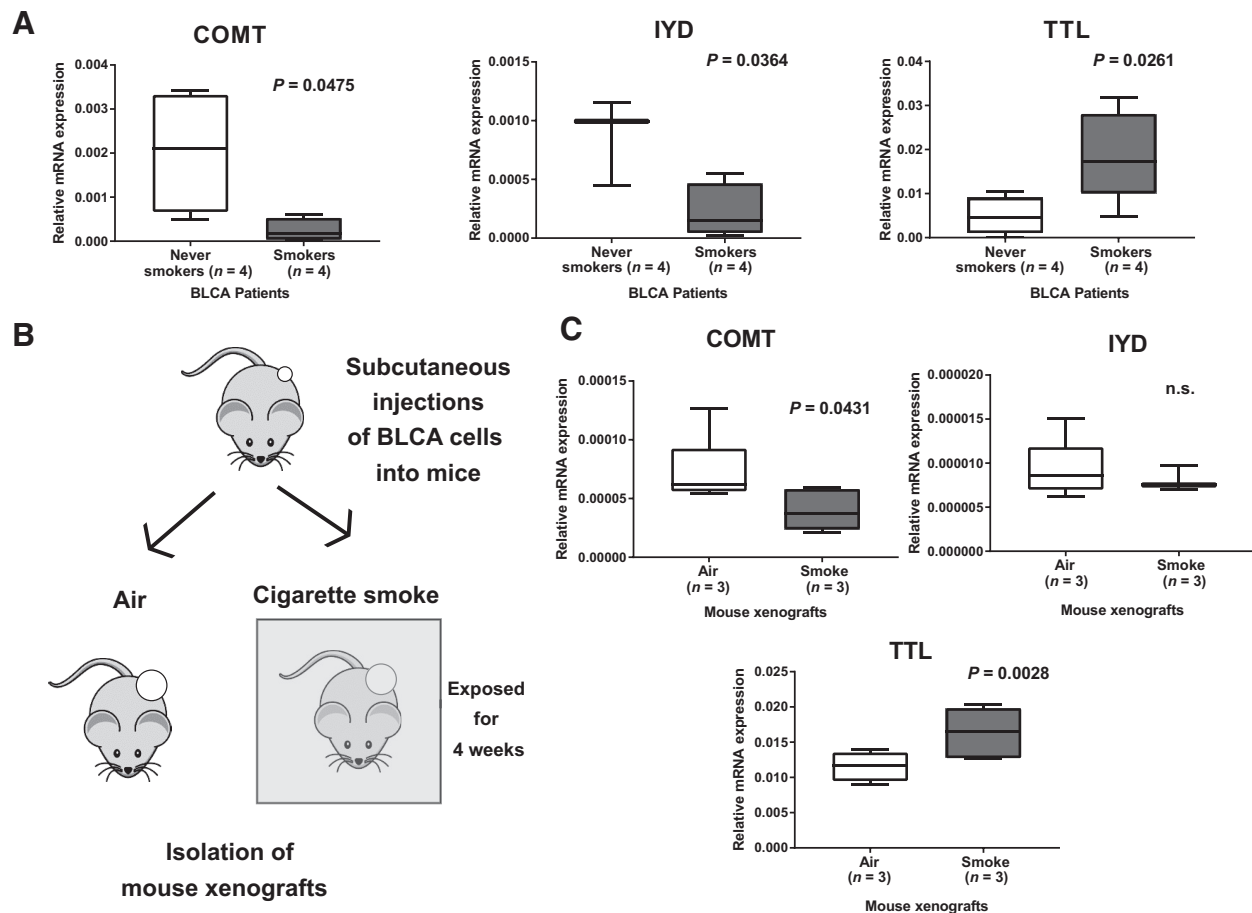 A
COMT
Relative mRNA expression
0.004
0.003
0.002
0.001
0.000
P = 0.0475
Never
smokers (n = 4)
Smokers
(n = 4)
BLCA Patients
IYD
Relative mRNA expression
0.0015
0.0010
0.0005
0.0000
P = 0.0364
Never
smokers (n = 4)
Smokers
(n = 4)
BLCA Patients
TTL
Relative mRNA expression
0.04
0.03
0.02
0.01
0.00
P = 0.0261
Never
smokers (n = 4)
Smokers
(n = 4)
BLCA Patients
B
Subcutaneous
injections
of BLCA cells
into mice
Air
Cigarette smoke
Exposed
for
4 weeks
Isolation of
mouse xenografts
C
COMT
Relative mRNA expression
0.00015
0.00010
0.00005
0.00000
P = 0.0431
Air
(n = 3)
Smoke
(n = 3)
Mouse xenografts
IYD
Relative mRNA expression
0.000020
0.000015
0.000010
0.000005
0.000000
n.s.
Air
(n = 3)
Smoke
(n = 3)
Mouse xenografts
TTL
Relative mRNA expression
0.025
0.020
0.015
0.010
0.005
0.000
P = 0.0028
Air
(n = 3)
Smoke
(n = 3)
Mouse xenografts